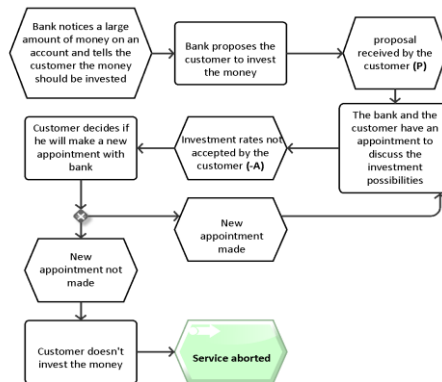 Bank notices a large
amount of money on an
account and tells the
customer the money
should be invested
Bank proposes the
customer to invest
the money
proposal
received by the
customer (P)
The bank and the
customer have an
appointment to
discuss the
investment
possibilities
Investment rates not
accepted by the
customer (-A)
Customer decides if
he will make a new
appointment with
bank
New
appointment
made
New
appointment not
made
Customer doesn't
invest the money
Service aborted